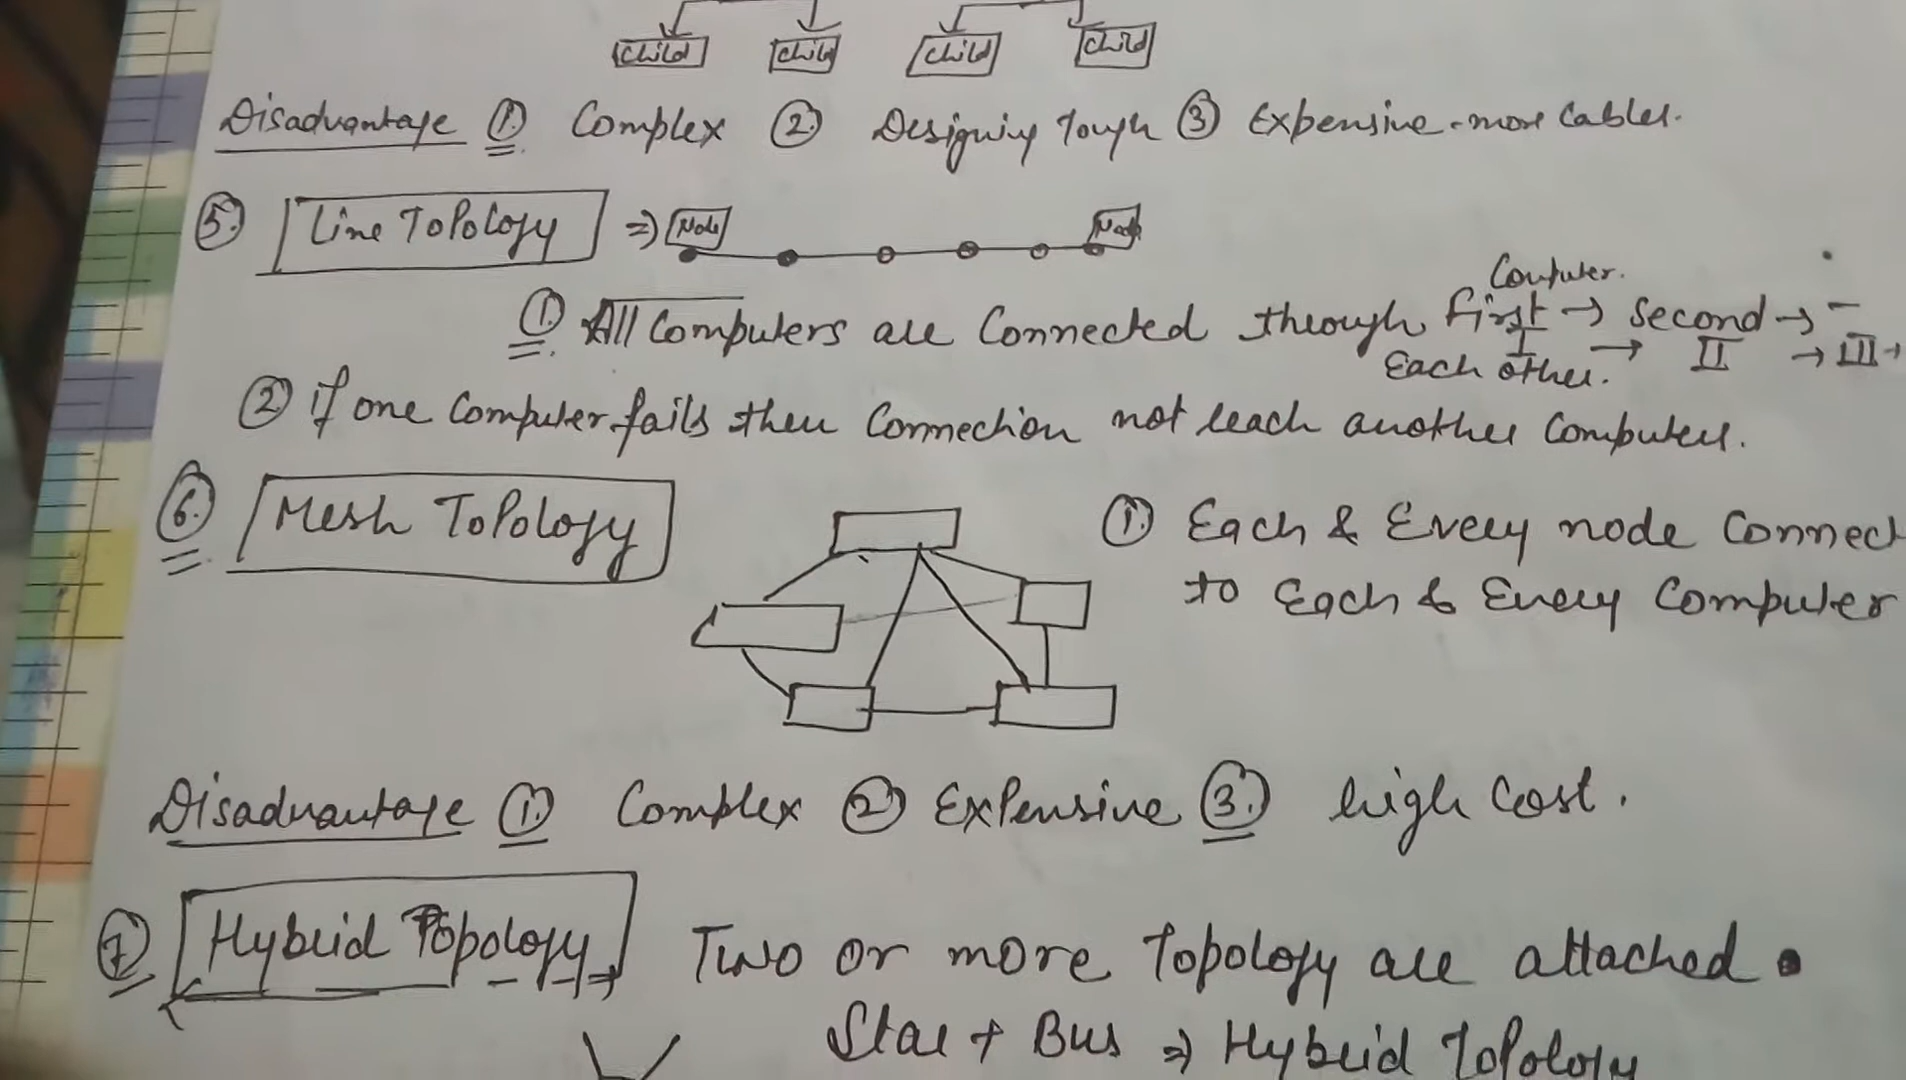 Child Child Child Child
Disadvantage ① Complex ② Designing Tough ③ Expensive - more Cables.
⑤ Line Topology ⇒ Node Node
Computer.
① All Computers are Connected through First → Second → -
Each other. I → II → III →
② if one Computer fails then Connection not reach another Computer.
⑥ Mesh Topology
① Each & Every node Connect
to Each & Every Computer
Disadvantage ① Complex ② Expensive ③ high Cost.
⑦ Hybrid Topology Two or more Topology are attached.
Star + Bus ⇒ Hybrid Topology